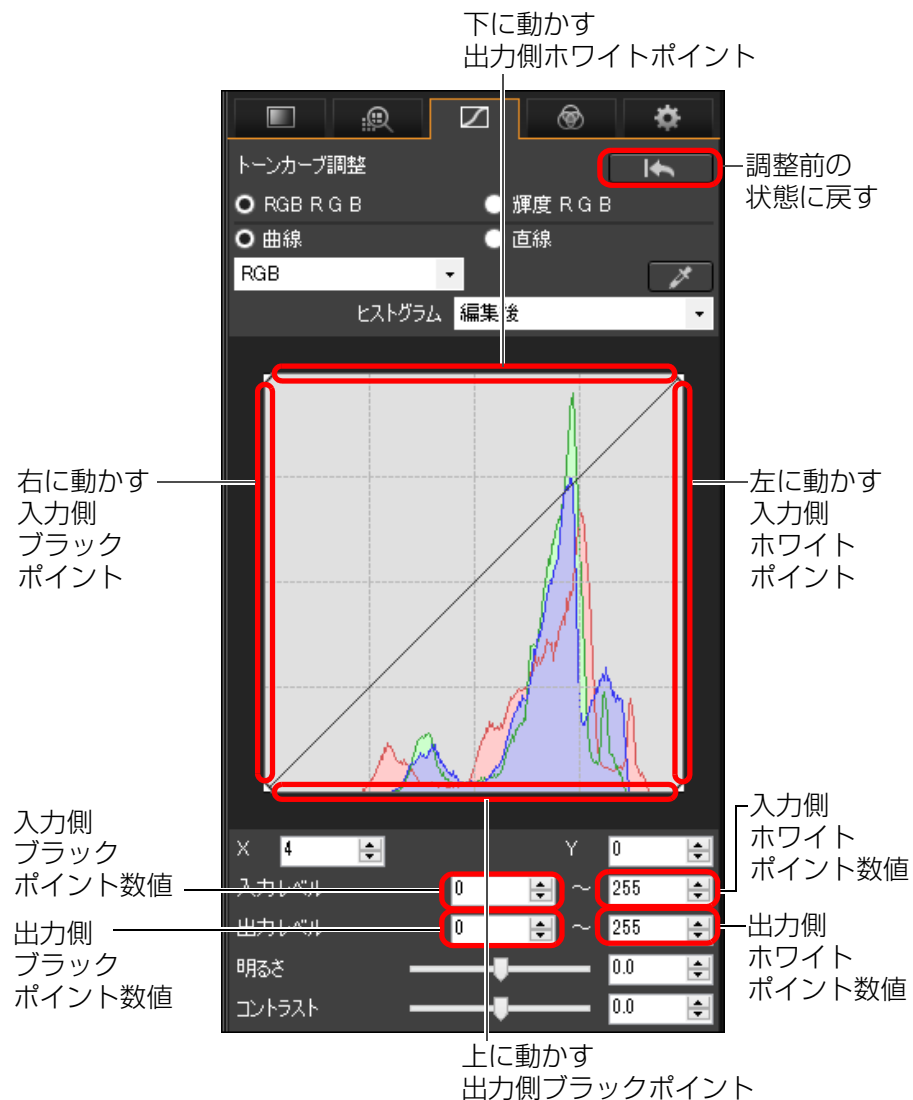 下に動かす
出力側ホワイトポイント
トーンカーブ調整
調整前の
状態に戻す
RGB R G B
輝度 R G B
曲線
直線
RGB
ヒストグラム
編集後
右に動かす
入力側
ブラック
ポイント
左に動かす
入力側
ホワイト
ポイント
入力側
ブラック
ポイント数値
入力側
ホワイト
ポイント数値
X 4 Y 0
入力レベル 0 ～ 255
出力レベル 0 ～ 255
出力側
ブラック
ポイント数値
出力側
ホワイト
ポイント数値
明るさ 0.0
コントラスト 0.0
上に動かす
出力側ブラックポイント